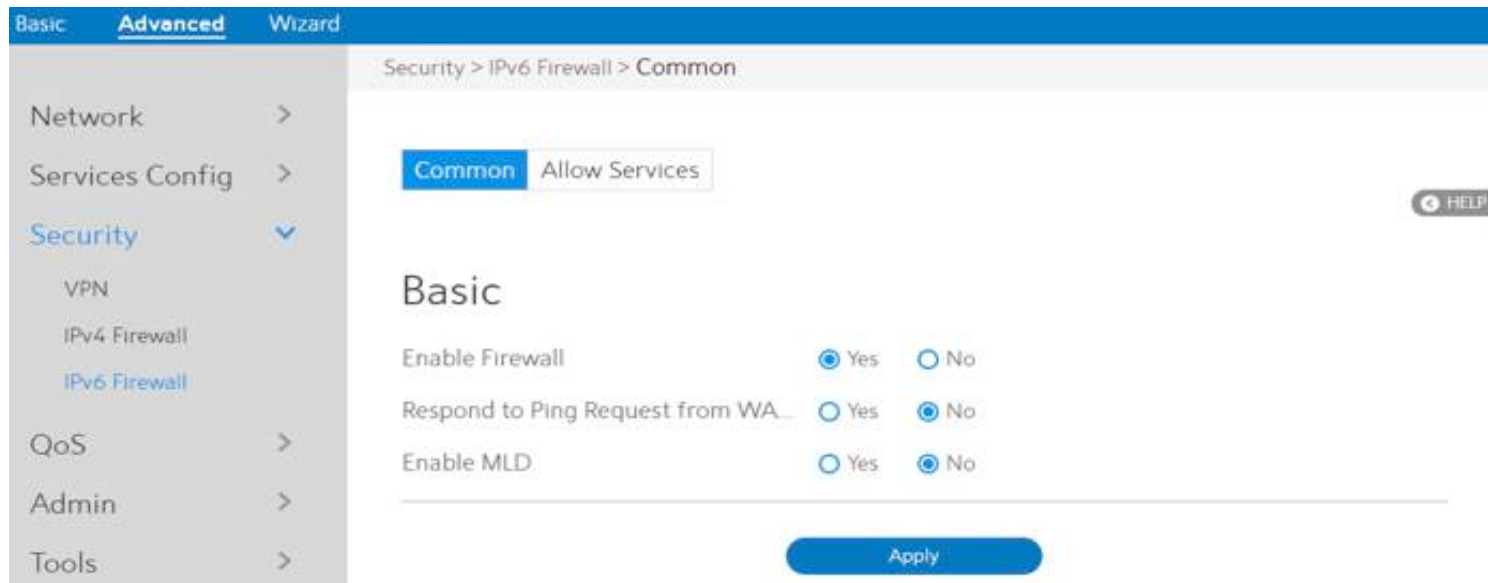 Basic Advanced Wizard
Security > IPv6 Firewall > Common
Network >
Services Config >
Security
VPN
IPv4 Firewall
IPv6 Firewall
QoS >
Admin >
Tools >
Common Allow Services
HELP
Basic
Enable Firewall Yes No
Respond to Ping Request from WA... Yes No
Enable MLD Yes No
Apply